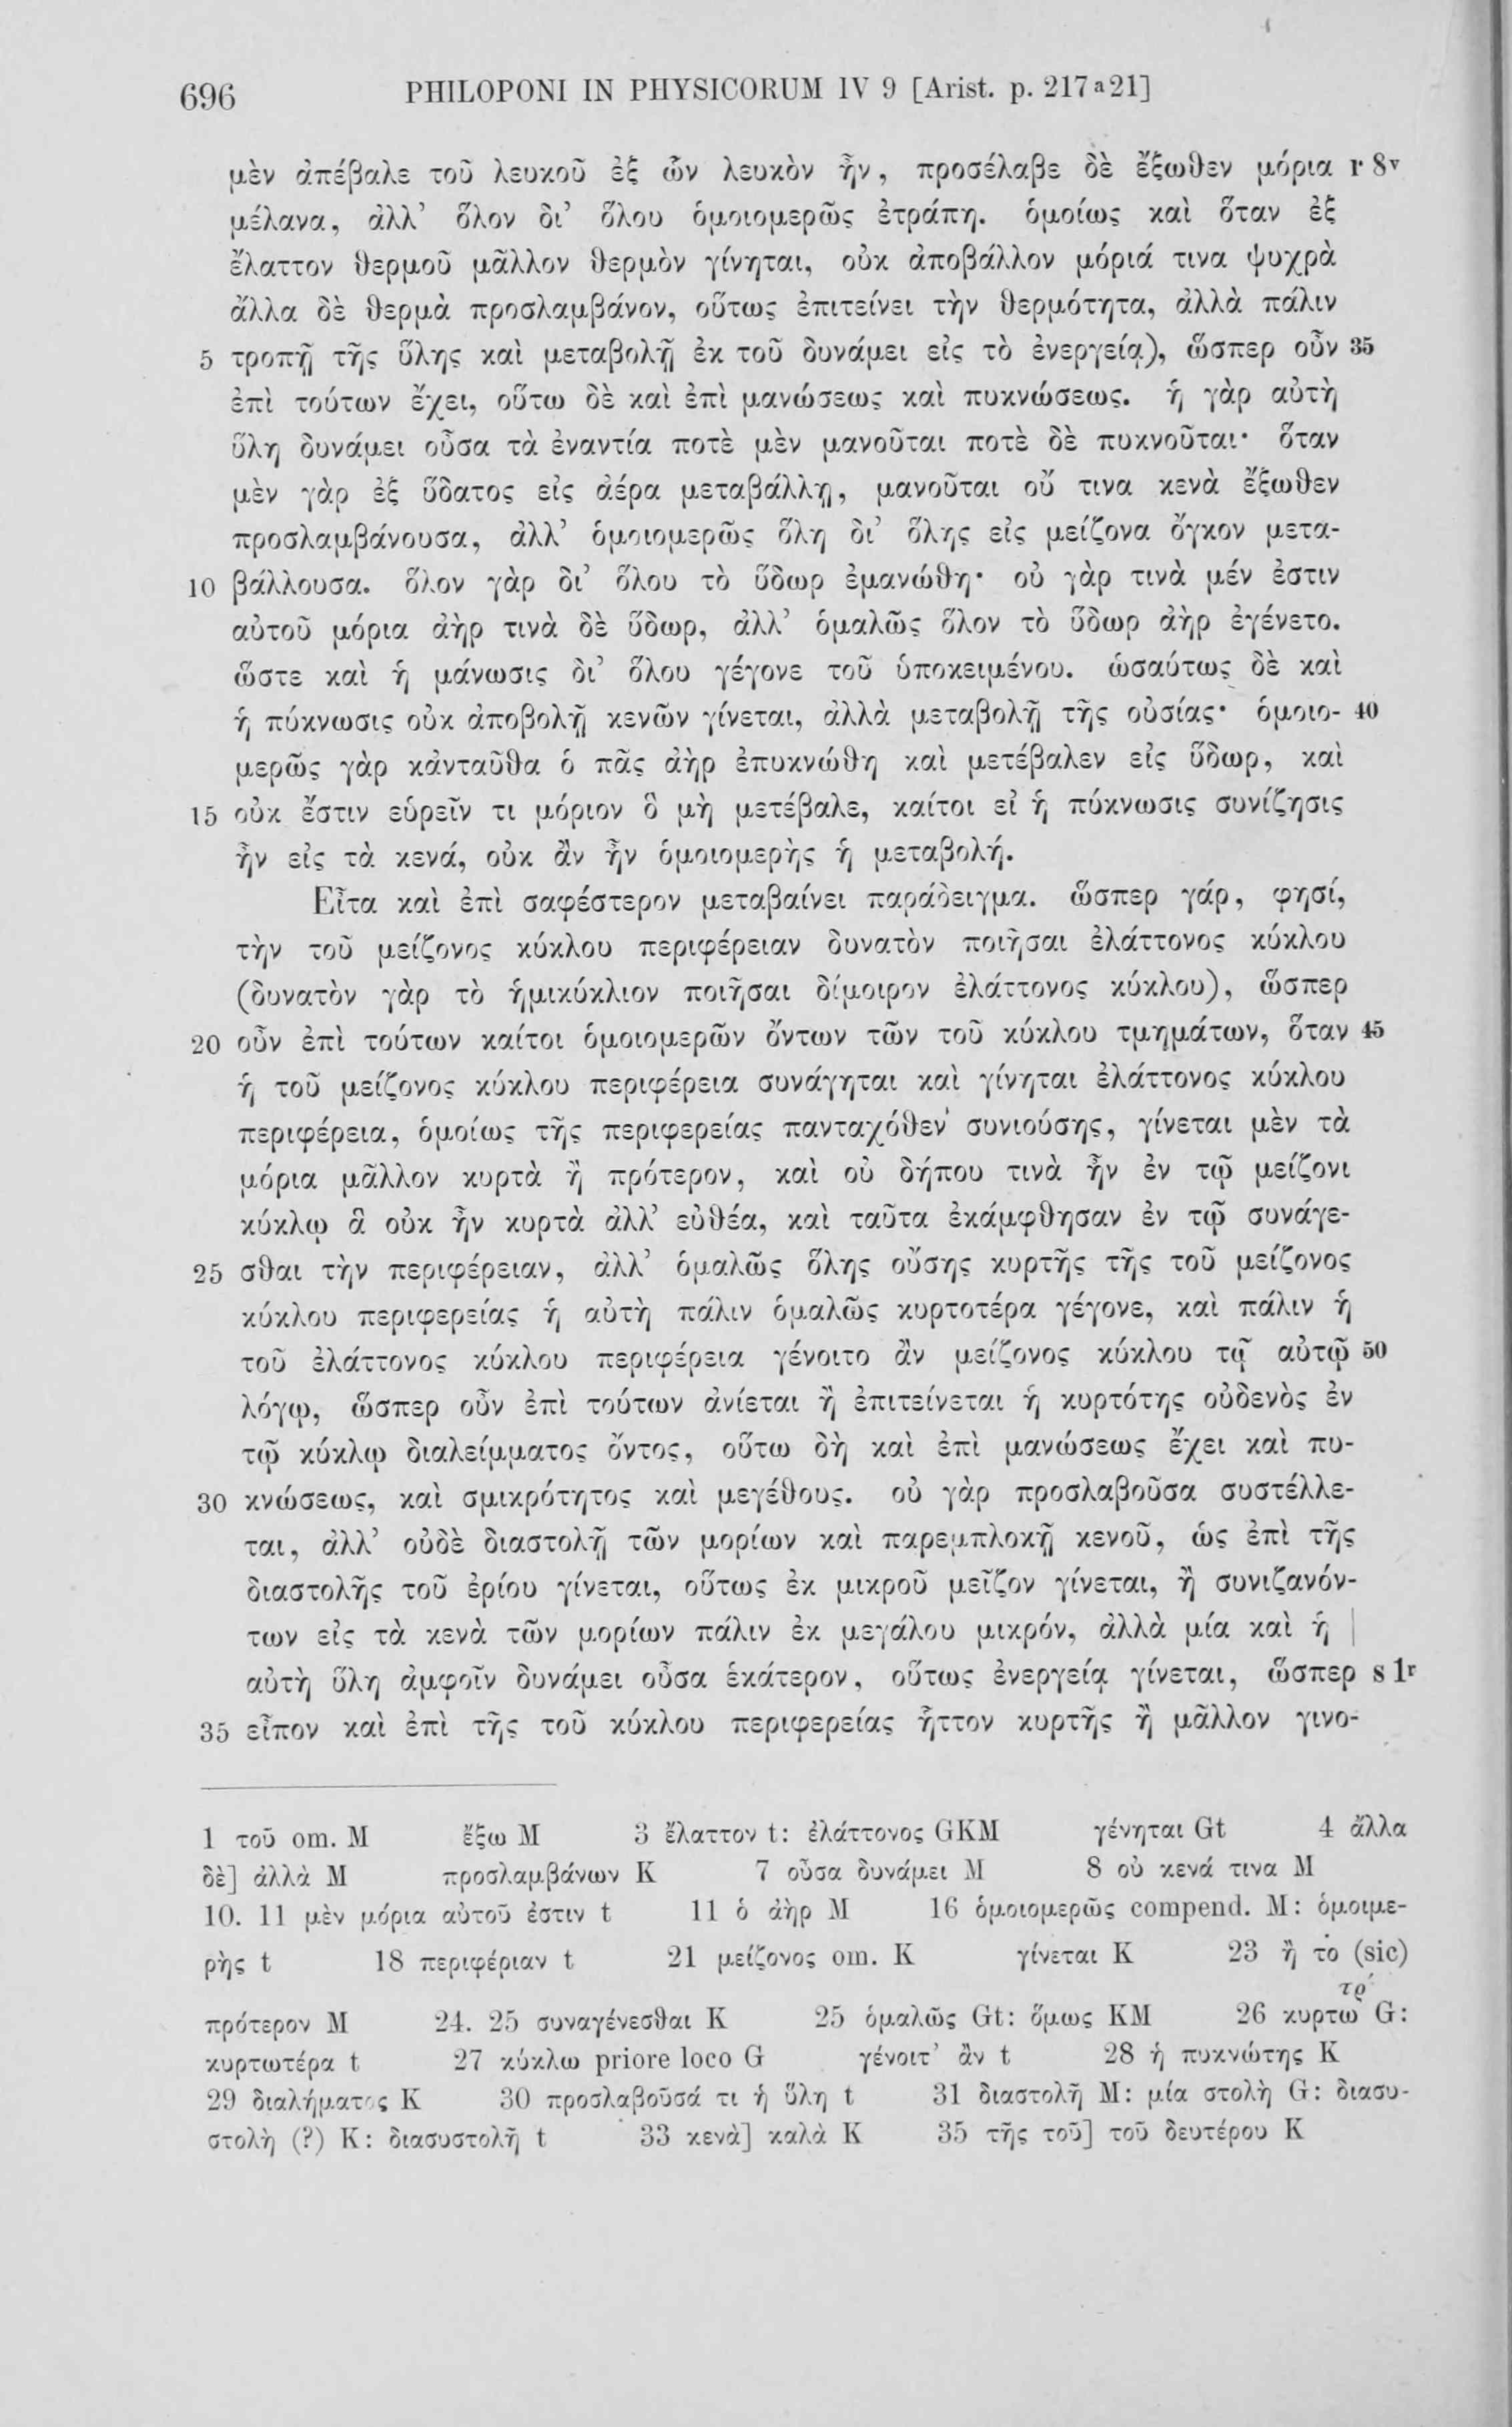 696 PHILOPONI IN PHYSICORUM IV 9 [Arist. p. 217ᵃ21]
μὲν ἀπέβαλε τοῦ λευκοῦ ἐξ ὧν λευκὸν ἦν, προσέλαβε δὲ ἔξωθεν μόρια r 8ᵛ
μέλανα, ἀλλ’ ὅλον δι’ ὅλου ὁμοιομερῶς ἐτράπη. ὁμοίως καὶ ὅταν ἐξ
ἔλαττον θερμοῦ μᾶλλον θερμὸν γίνηται, οὐκ ἀποβάλλον μόριά τινα ψυχρὰ
ἄλλα δὲ θερμὰ προσλαμβάνον, οὕτως ἐπιτείνει τὴν θερμότητα, ἀλλὰ πάλιν
5 τροπῇ τῆς ὕλης καὶ μεταβολῇ ἐκ τοῦ δυνάμει εἰς τὸ ἐνεργείᾳ), ὥσπερ οὖν 35
ἐπὶ τούτων ἔχει, οὕτω δὲ καὶ ἐπὶ μανώσεως καὶ πυκνώσεως. ἡ γὰρ αὐτὴ
ὕλη δυνάμει οὖσα τὰ ἐναντία ποτὲ μὲν μανοῦται ποτὲ δὲ πυκνοῦται· ὅταν
μὲν γὰρ ἐξ ὕδατος εἰς ἀέρα μεταβάλλῃ, μανοῦται οὔ τινα κενὰ ἔξωθεν
προσλαμβάνουσα, ἀλλ’ ὁμοιομερῶς ὅλη δι’ ὅλης εἰς μείζονα ὄγκον μετα-
10 βάλλουσα. ὅλον γὰρ δι’ ὅλου τὸ ὕδωρ ἐμανώθη· οὐ γὰρ τινὰ μέν ἐστιν
αὐτοῦ μόρια ἀὴρ τινὰ δὲ ὕδωρ, ἀλλ’ ὁμαλῶς ὅλον τὸ ὕδωρ ἀὴρ ἐγένετο.
ὥστε καὶ ἡ μάνωσις δι’ ὅλου γέγονε τοῦ ὑποκειμένου. ὡσαύτως δὲ καὶ
ἡ πύκνωσις οὐκ ἀποβολῇ κενῶν γίνεται, ἀλλὰ μεταβολῇ τῆς οὐσίας· ὁμοιο- 40
μερῶς γὰρ κἀνταῦθα ὁ πᾶς ἀὴρ ἐπυκνώθη καὶ μετέβαλεν εἰς ὕδωρ, καὶ
15 οὐκ ἔστιν εὑρεῖν τι μόριον ὃ μὴ μετέβαλε, καίτοι εἰ ἡ πύκνωσις συνίζησις
ἦν εἰς τὰ κενά, οὐκ ἂν ἦν ὁμοιομερὴς ἡ μεταβολή.
Εἶτα καὶ ἐπὶ σαφέστερον μεταβαίνει παράδειγμα. ὥσπερ γάρ, φησί,
τὴν τοῦ μείζονος κύκλου περιφέρειαν δυνατὸν ποιῆσαι ἐλάττονος κύκλου
(δυνατὸν γὰρ τὸ ἡμικύκλιον ποιῆσαι δίμοιρον ἐλάττονος κύκλου), ὥσπερ
20 οὖν ἐπὶ τούτων καίτοι ὁμοιομερῶν ὄντων τῶν τοῦ κύκλου τμημάτων, ὅταν 45
ἡ τοῦ μείζονος κύκλου περιφέρεια συνάγηται καὶ γίνηται ἐλάττονος κύκλου
περιφέρεια, ὁμοίως τῆς περιφερείας πανταχόθεν συνιούσης, γίνεται μὲν τὰ
μόρια μᾶλλον κυρτὰ ἢ πρότερον, καὶ οὐ δήπου τινὰ ἦν ἐν τῷ μείζονι
κύκλῳ ἃ οὐκ ἦν κυρτὰ ἀλλ’ εὐθέα, καὶ ταῦτα ἐκάμφθησαν ἐν τῷ συνάγε-
25 σθαι τὴν περιφέρειαν, ἀλλ’ ὁμαλῶς ὅλης οὔσης κυρτῆς τῆς τοῦ μείζονος
κύκλου περιφερείας ἡ αὐτὴ πάλιν ὁμαλῶς κυρτοτέρα γέγονε, καὶ πάλιν ἡ
τοῦ ἐλάττονος κύκλου περιφέρεια γένοιτο ἂν μείζονος κύκλου τῷ αὐτῷ 50
λόγῳ, ὥσπερ οὖν ἐπὶ τούτων ἀνίεται ἢ ἐπιτείνεται ἡ κυρτότης οὐδενὸς ἐν
τῷ κύκλῳ διαλείμματος ὄντος, οὕτω δὴ καὶ ἐπὶ μανώσεως ἔχει καὶ πυ-
30 κνώσεως, καὶ σμικρότητος καὶ μεγέθους. οὐ γὰρ προσλαβοῦσα συστέλλε-
ται, ἀλλ’ οὐδὲ διαστολῇ τῶν μορίων καὶ παρεμπλοκῇ κενοῦ, ὡς ἐπὶ τῆς
διαστολῆς τοῦ ἐρίου γίνεται, οὕτως ἐκ μικροῦ μεῖζον γίνεται, ἢ συνιζανόν-
των εἰς τὰ κενὰ τῶν μορίων πάλιν ἐκ μεγάλου μικρόν, ἀλλὰ μία καὶ ἡ |
αὐτὴ ὕλη ἀμφοῖν δυνάμει οὖσα ἑκάτερον, οὕτως ἐνεργείᾳ γίνεται, ὥσπερ s 1ʳ
35 εἶπον καὶ ἐπὶ τῆς τοῦ κύκλου περιφερείας ἧττον κυρτῆς ἢ μᾶλλον γινο-
1 τοῦ om. M ἔξω M 3 ἔλαττον t: ἐλάττονος GKM γένηται Gt 4 ἄλλα
δὲ] ἀλλὰ M προσλαμβάνων K 7 οὖσα δυνάμει M 8 οὐ κενά τινα M
10. 11 μὲν μόρια αὐτοῦ ἐστιν t 11 ὁ ἀὴρ M 16 ὁμοιομερῶς compend. M: ὁμοιμε-
ρὴς t 18 περιφέριαν t 21 μείζονος om. K γίνεται K 23 ἢ τὸ (sic)
πρότερον M 24. 25 συναγένεσθαι K 25 ὁμαλῶς Gt: ὅμως KM 26 κυρτω τρ G:
κυρτωτέρα t 27 κύκλω priore loco G γένοιτ’ ἂν t 28 ἡ πυκνώτης K
29 διαλήματος K 30 προσλαβοῦσά τι ἡ ὕλη t 31 διαστολῆ M: μία στολὴ G: διασυ-
στολὴ (?) K: διασυστολῆ t 33 κενὰ] καλὰ K 35 τῆς τοῦ] τοῦ δευτέρου K